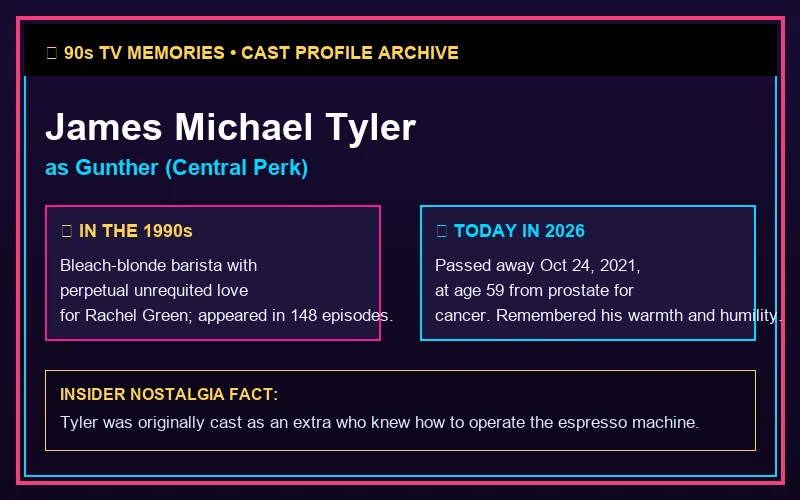 90s TV MEMORIES • CAST PROFILE ARCHIVE
James Michael Tyler
as Gunther (Central Perk)
IN THE 1990s
Bleach-blonde barista with
perpetual unrequited love
for Rachel Green; appeared in 148 episodes.
TODAY IN 2026
Passed away Oct 24, 2021,
at age 59 from prostate for
cancer. Remembered his warmth and humility.
INSIDER NOSTALGIA FACT:
Tyler was originally cast as an extra who knew how to operate the espresso machine.